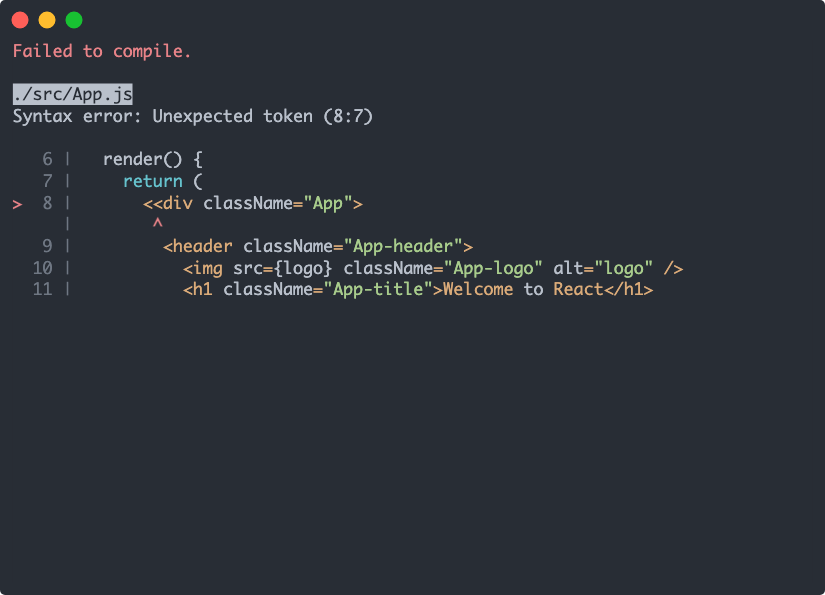 Failed to compile.
./src/App.js
Syntax error: Unexpected token (8:7)
6 |   render() {
7 |     return (
> 8 |       <<div className="App">
|        ^
9 |         <header className="App-header">
10 |           <img src={logo} className="App-logo" alt="logo" />
11 |           <h1 className="App-title">Welcome to React</h1>